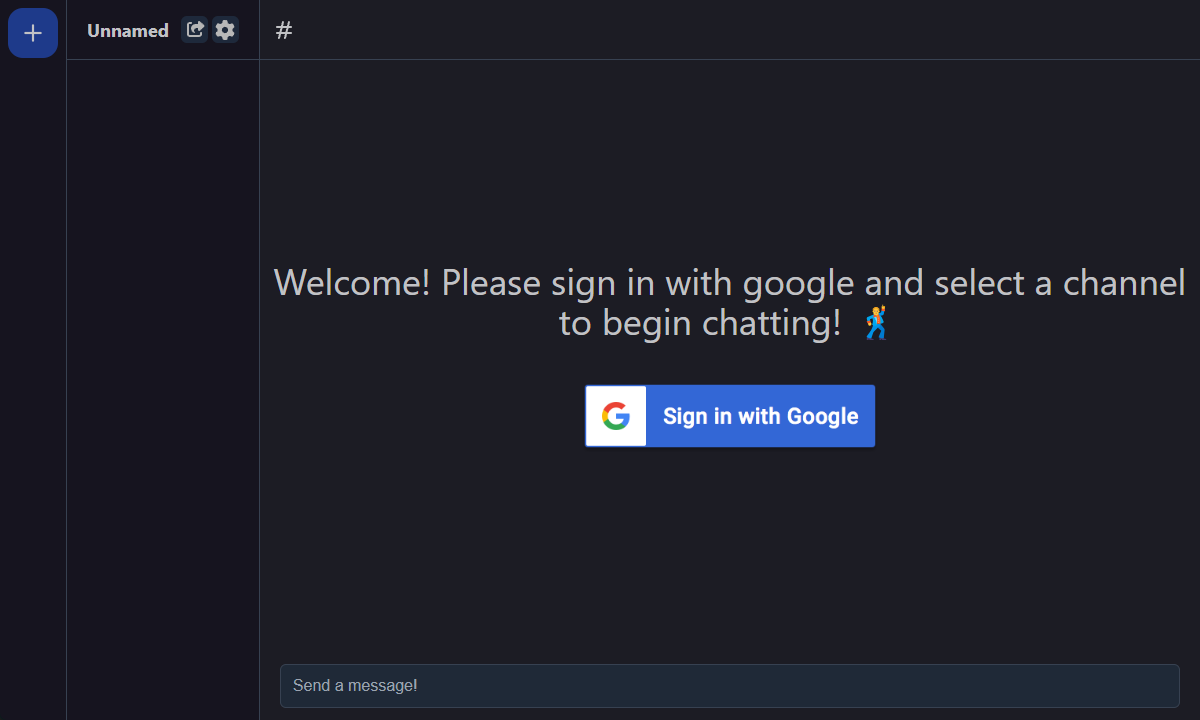 Unnamed
#
Welcome! Please sign in with google and select a channel
to begin chatting! 🕺
Sign in with Google
Send a message!